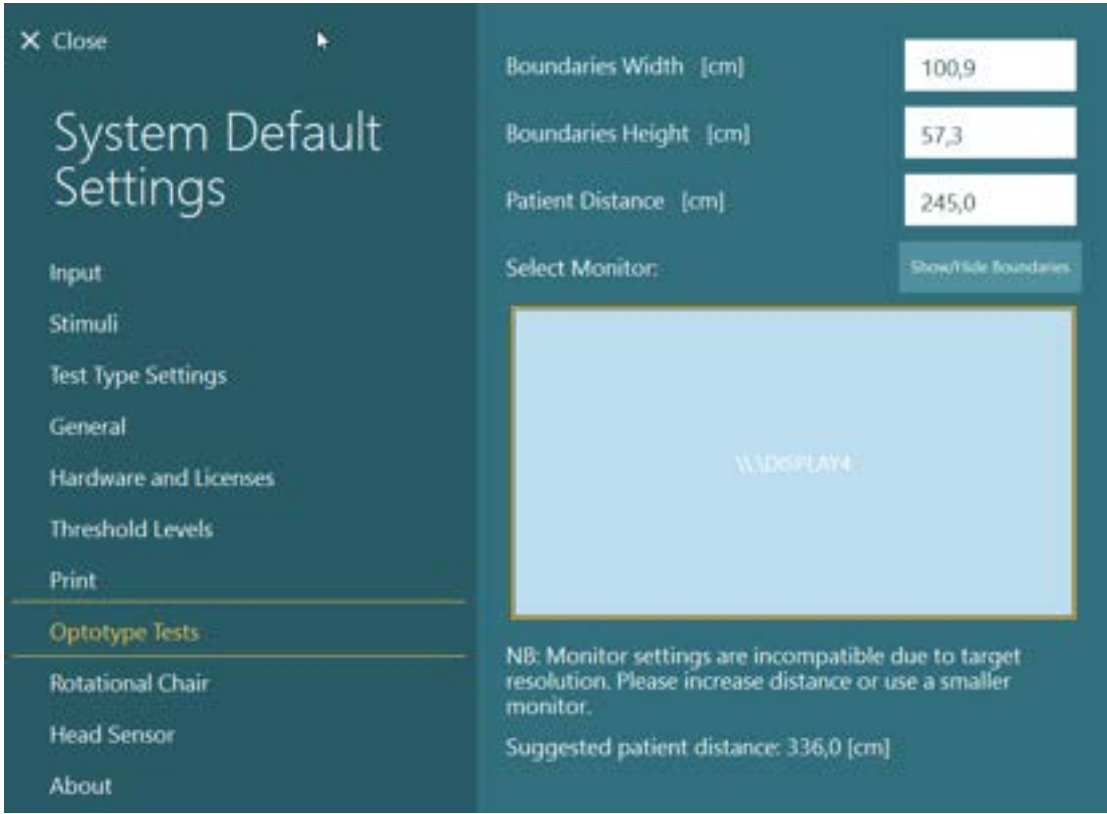 Close
System Default
Settings
Input
Stimuli
Test Type Settings
General
Hardware and Licenses
Threshold Levels
Print
Optotype Tests
Rotational Chair
Head Sensor
About
Boundaries Width [cm]
100,9
Boundaries Height [cm]
57,3
Patient Distance [cm]
245,0
Select Monitor:
Show/Hide Boundaries
\\.\DISPLAY4
NB: Monitor settings are incompatible due to target
resolution. Please increase distance or use a smaller
monitor.
Suggested patient distance: 336,0 [cm]